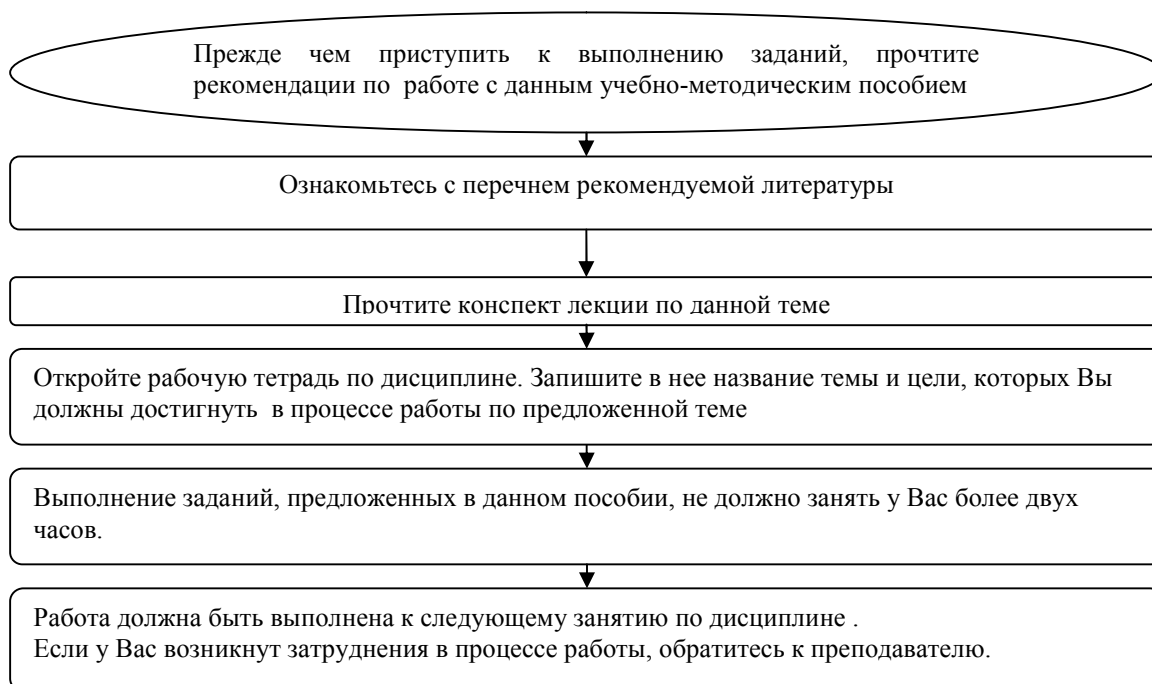 Прежде чем приступить к выполнению заданий, прочтите
рекомендации по работе с данным учебно-методическим пособием
Ознакомьтесь с перечнем рекомендуемой литературы
Прочтите конспект лекции по данной теме
Откройте рабочую тетрадь по дисциплине. Запишите в нее название темы и цели, которых Вы
должны достигнуть в процессе работы по предложенной теме
Выполнение заданий, предложенных в данном пособии, не должно занять у Вас более двух
часов.
Работа должна быть выполнена к следующему занятию по дисциплине .
Если у Вас возникнут затруднения в процессе работы, обратитесь к преподавателю.